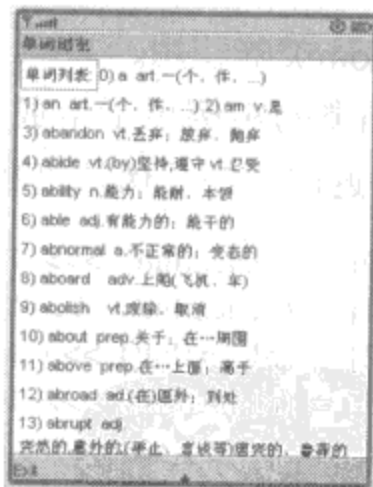 单词记忆
单词列表: 0) a art.一(个、件、...)
1) an art.一(个、件、...) 2) am v.是
3) abandon vt.丢弃；放弃，抛弃
4) abide vt.(by)坚持,遵守 vt.忍受
5) ability n.能力；能耐，本领
6) able adj.有能力的；能干的
7) abnormal a.不正常的；变态的
8) aboard adv.上船(飞机、车)
9) abolish vt.废除，取消
10) about prep.关于；在…周围
11) above prep.在…上面；高于
12) abroad ad.(在)国外；到处
13) abrupt adj
突然的,意外的;(举止、言谈等)唐突的，鲁莽的
Exit